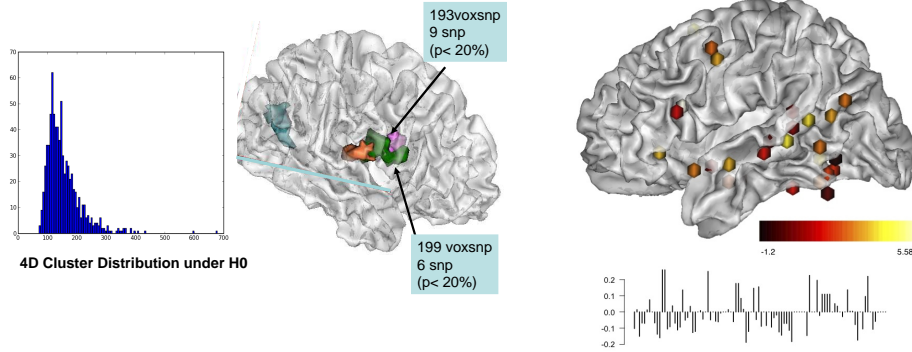 193voxsnp
9 snp
(p< 20%)
70
60
50
40
30
20
10
0
0 100 200 300 400 500 600 700
4D Cluster Distribution under H0
199 voxsnp
6 snp
(p< 20%)
-1.2 5.58
0.2
0.1
0.0
-0.1
-0.2